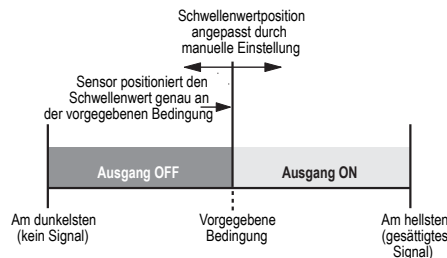 Schwellenwertposition
angepasst durch
manuelle Einstellung
Sensor positioniert den
Schwellenwert genau an
der vorgegebenen Bedingung
Ausgang OFF
Ausgang ON
Am dunkelsten
(kein Signal)
Vorgegebene
Bedingung
Am hellsten
(gesättigtes
Signal)